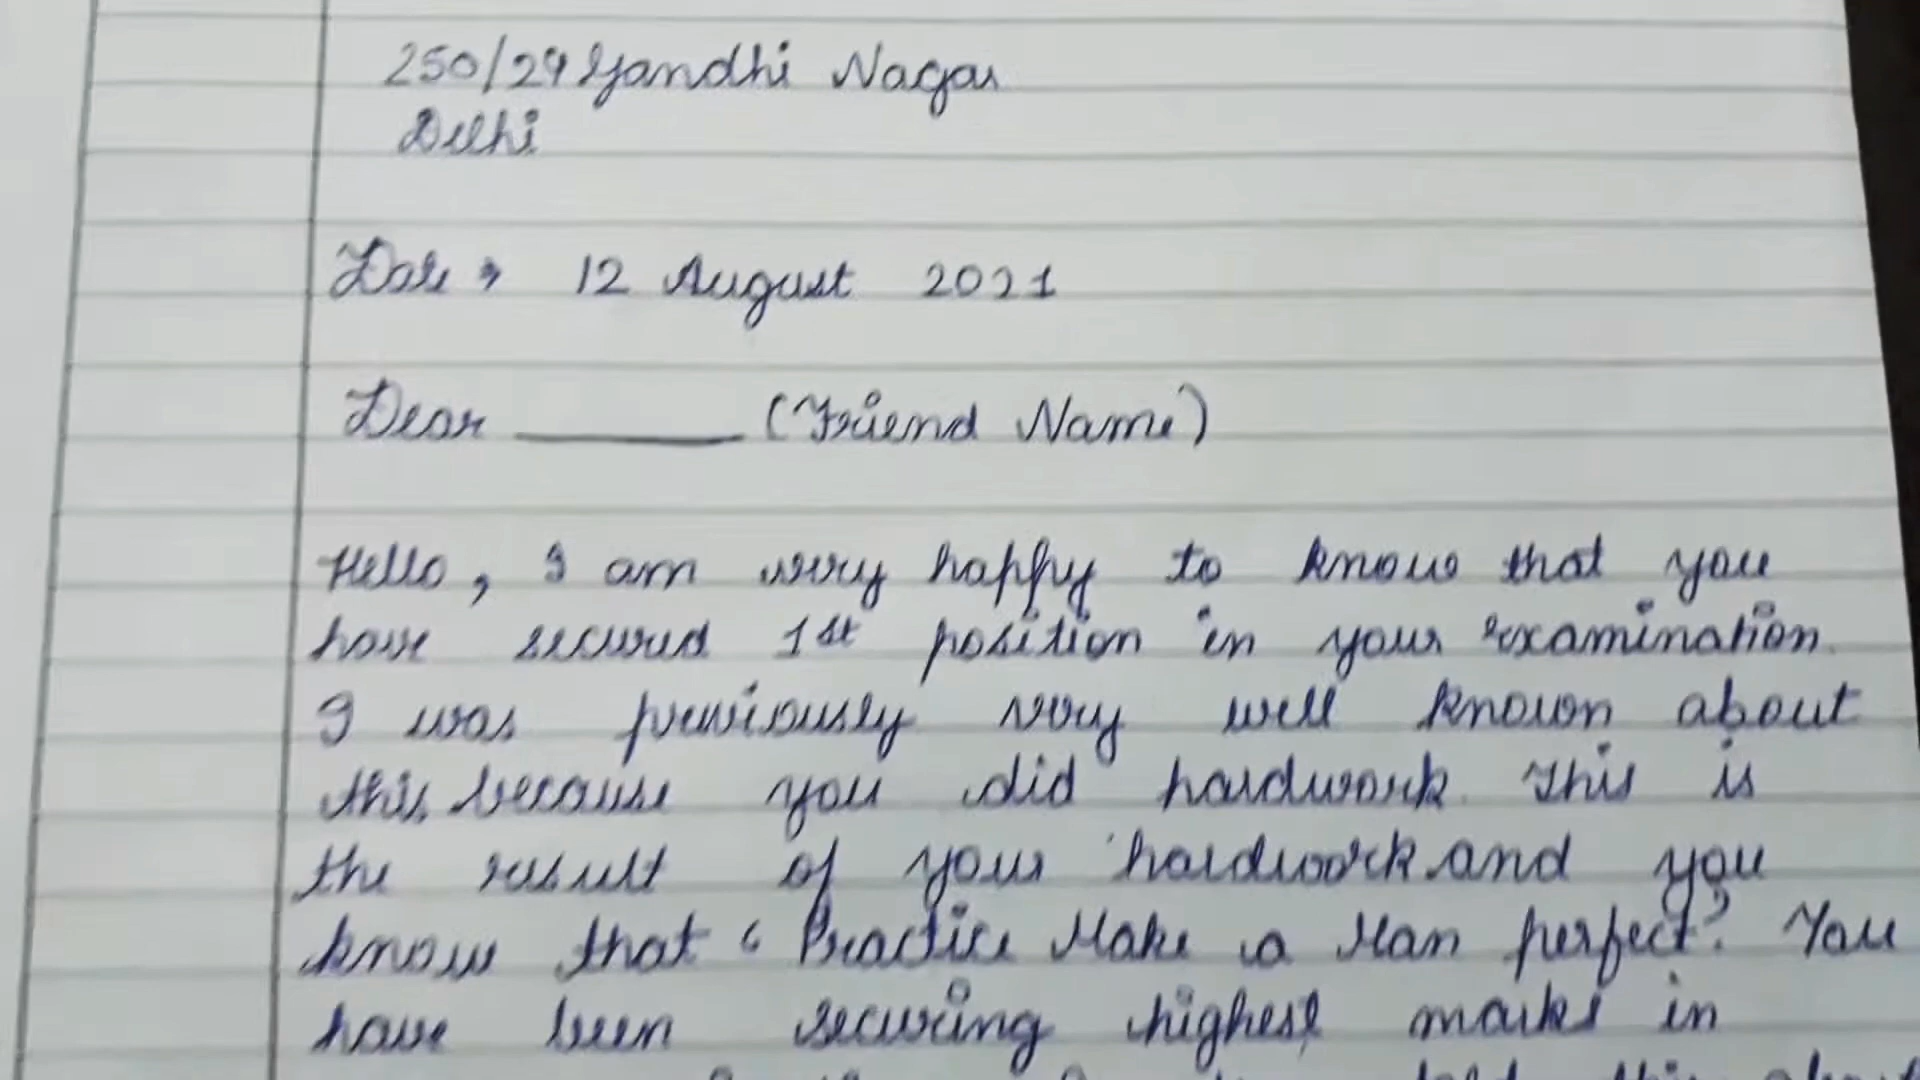 250/29 Gandhi Nagar
Delhi
Date, 12 August 2021
Dear ________ (Friend Name)
Hello, I am very happy to know that you
have secured 1st position in your examination.
I was previously very well known about
this, because you did hardwork. This is
the result of your hardwork and you
know that ‘Practice Make a Man perfect’. You
have been securing highest marks in